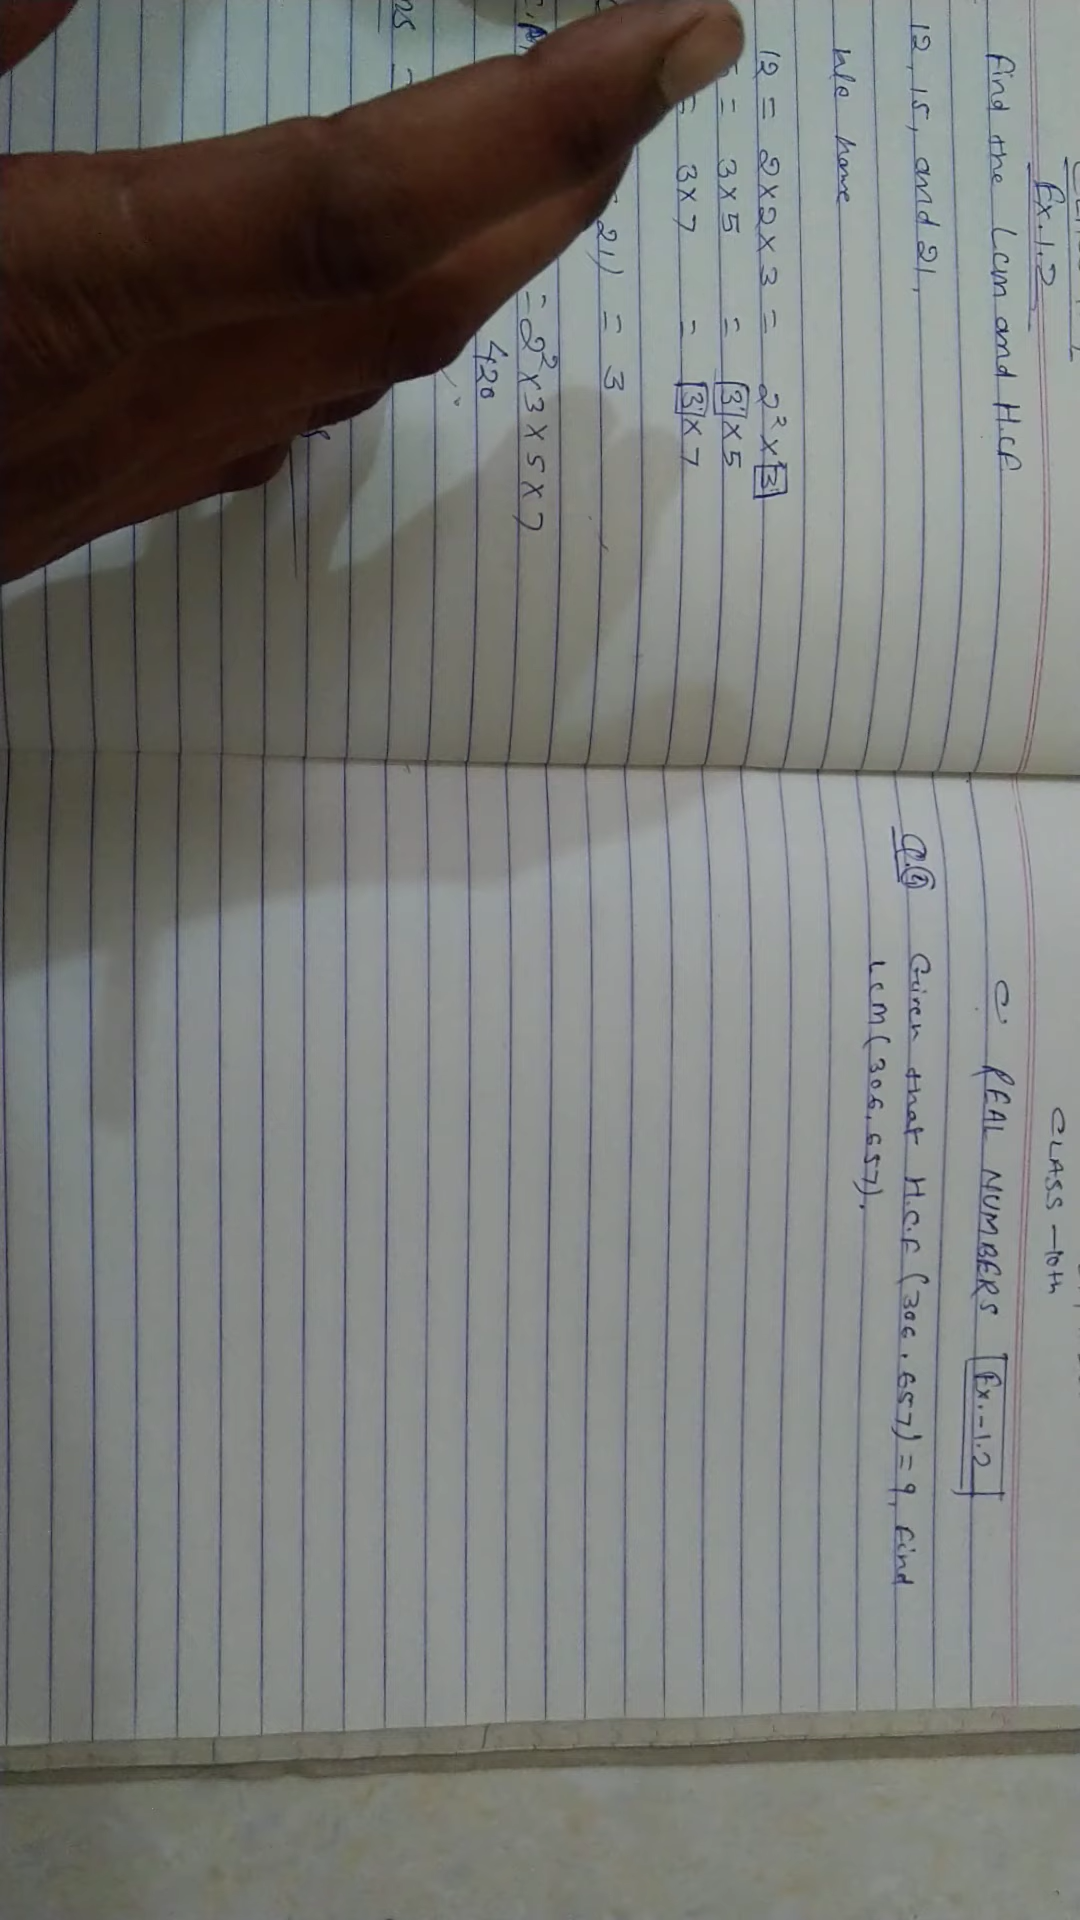 Ex.1.2
Find the LCM and H.C.F
12, 15, and 21,
We have
12 = 2×2×3 = 2²×3
= 3×5 = 3×5
= 3×7 = 3×7
21) = 3
= 2²×3×5×7
420
CLASS - 10th
REAL NUMBERS Ex.-1.2
Q. Given that H.C.F (306, 657) = 9, find
LCM (306, 657).